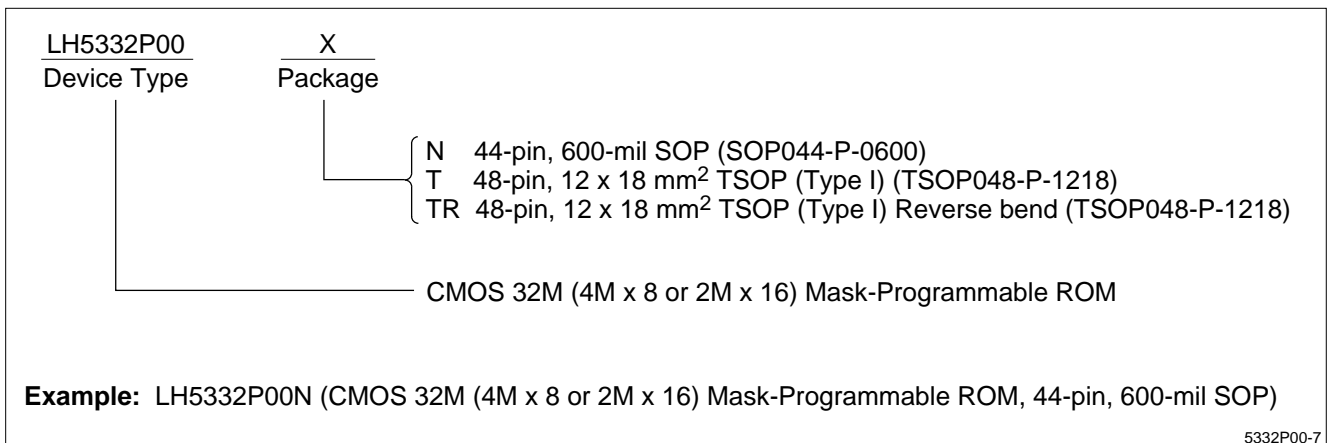 LH5332P00 X
Device Type Package
N 44-pin, 600-mil SOP (SOP044-P-0600)
T 48-pin, 12 x 18 mm2 TSOP (Type I) (TSOP048-P-1218)
TR 48-pin, 12 x 18 mm2 TSOP (Type I) Reverse bend (TSOP048-P-1218)
CMOS 32M (4M x 8 or 2M x 16) Mask-Programmable ROM
Example: LH5332P00N (CMOS 32M (4M x 8 or 2M x 16) Mask-Programmable ROM, 44-pin, 600-mil SOP)
5332P00-7